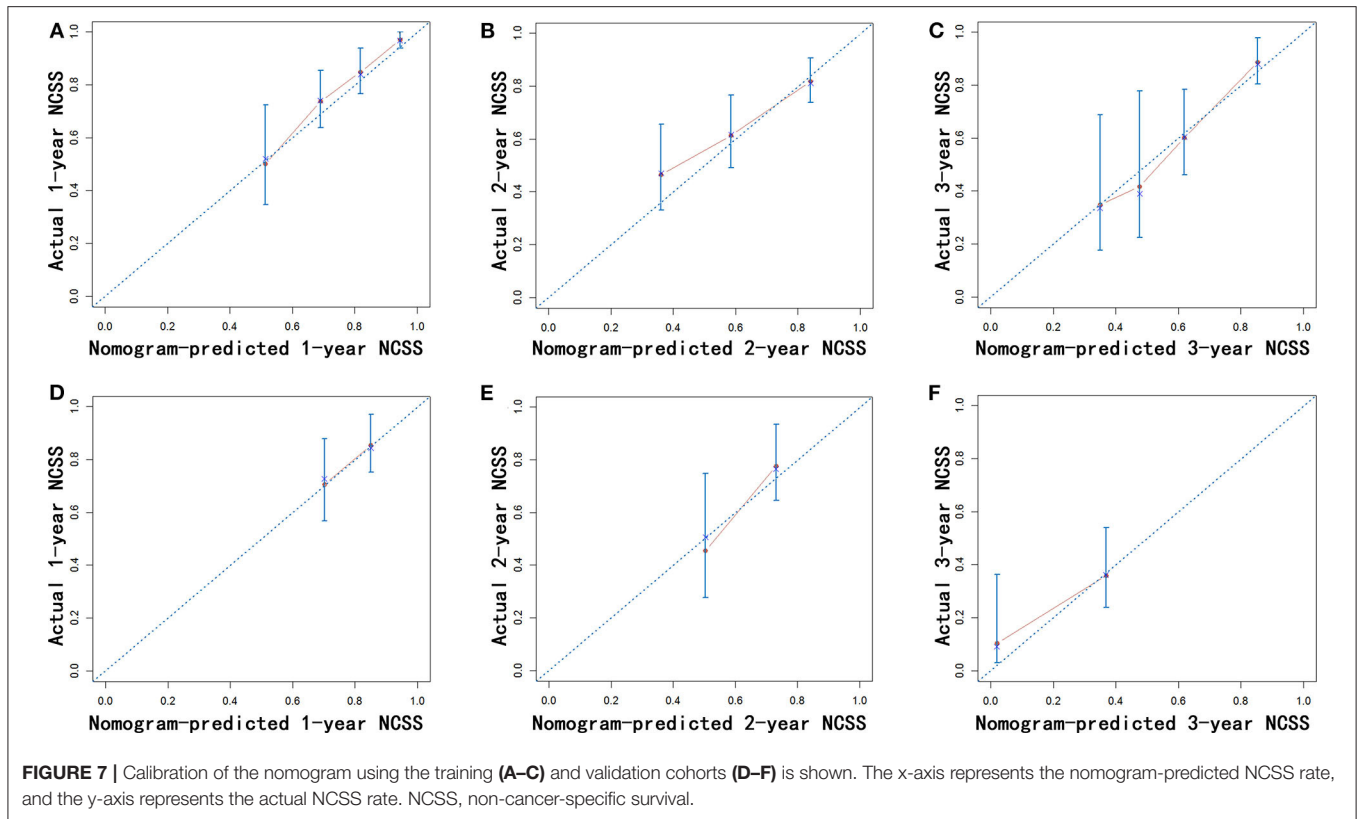 A
Actual 1-year NCSS
1.0
0.8
0.6
0.4
0.2
0.0
0.0 0.2 0.4 0.6 0.8 1.0
Nomogram-predicted 1-year NCSS
B
Actual 2-year NCSS
1.0
0.8
0.6
0.4
0.2
0.0
0.0 0.2 0.4 0.6 0.8 1.0
Nomogram-predicted 2-year NCSS
C
Actual 3-year NCSS
1.0
0.8
0.6
0.4
0.2
0.0
0.0 0.2 0.4 0.6 0.8 1.0
Nomogram-predicted 3-year NCSS
D
Actual 1-year NCSS
1.0
0.8
0.6
0.4
0.2
0.0
0.0 0.2 0.4 0.6 0.8 1.0
Nomogram-predicted 1-year NCSS
E
Actual 2-year NCSS
1.0
0.8
0.6
0.4
0.2
0.0
0.0 0.2 0.4 0.6 0.8 1.0
Nomogram-predicted 2-year NCSS
F
Actual 3-year NCSS
1.0
0.8
0.6
0.4
0.2
0.0
0.0 0.2 0.4 0.6 0.8 1.0
Nomogram-predicted 3-year NCSS
FIGURE 7 | Calibration of the nomogram using the training (A–C) and validation cohorts (D–F) is shown. The x-axis represents the nomogram-predicted NCSS rate,
and the y-axis represents the actual NCSS rate. NCSS, non-cancer-specific survival.